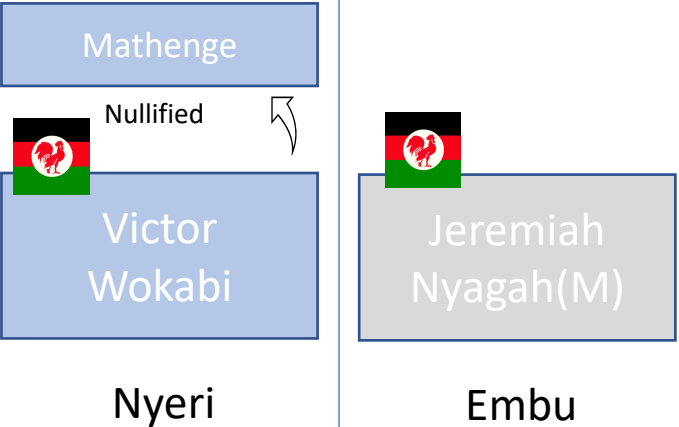 Mathenge
Nullified
Victor
Wokabi
Nyeri
Jeremiah
Nyagah(M)
Embu